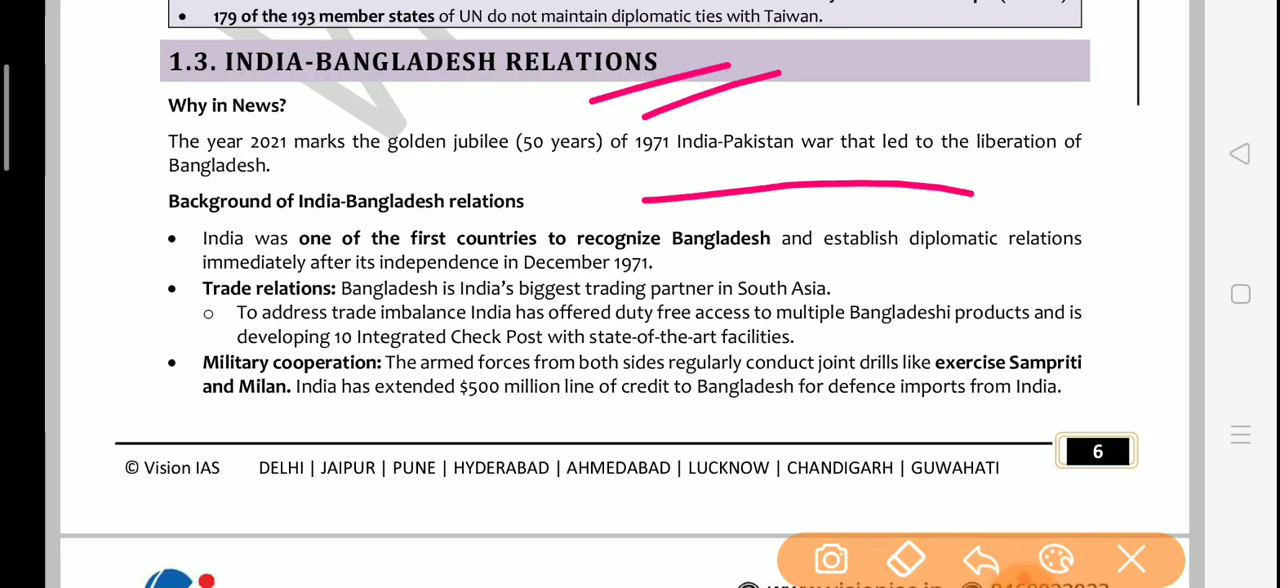 • 179 of the 193 member states of UN do not maintain diplomatic ties with Taiwan.
1.3. INDIA-BANGLADESH RELATIONS
Why in News?
The year 2021 marks the golden jubilee (50 years) of 1971 India-Pakistan war that led to the liberation of
Bangladesh.
Background of India-Bangladesh relations
• India was one of the first countries to recognize Bangladesh and establish diplomatic relations
immediately after its independence in December 1971.
• Trade relations: Bangladesh is India's biggest trading partner in South Asia.
o To address trade imbalance India has offered duty free access to multiple Bangladeshi products and is
developing 10 Integrated Check Post with state-of-the-art facilities.
• Military cooperation: The armed forces from both sides regularly conduct joint drills like exercise Sampriti
and Milan. India has extended $500 million line of credit to Bangladesh for defence imports from India.
6
© Vision IAS DELHI | JAIPUR | PUNE | HYDERABAD | AHMEDABAD | LUCKNOW | CHANDIGARH | GUWAHATI